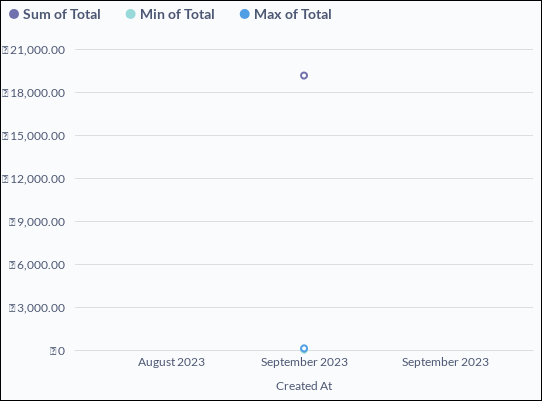 Sum of Total Min of Total Max of Total
21,000.00
18,000.00
15,000.00
12,000.00
9,000.00
6,000.00
3,000.00
0
August 2023 September 2023 September 2023
Created At